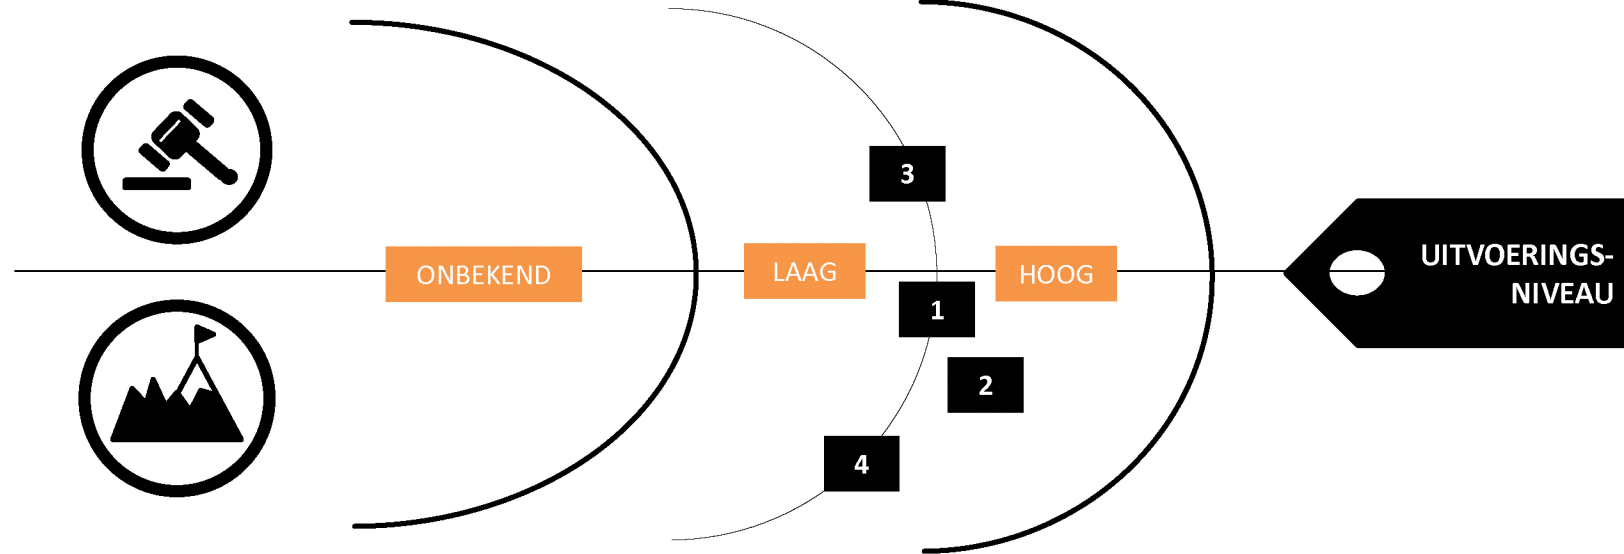 3
ONBEKEND
LAAG
HOOG
UITVOERINGS-
NIVEAU
1
2
4